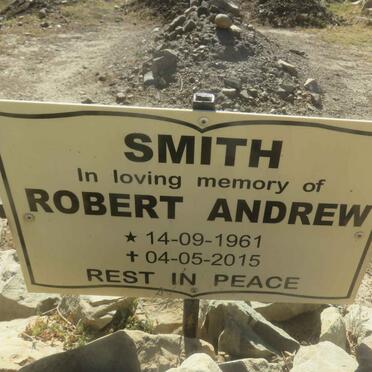 SMITH
In loving memory of
ROBERT ANDREW
★ 14-09-1961
✝ 04-05-2015
REST IN PEACE